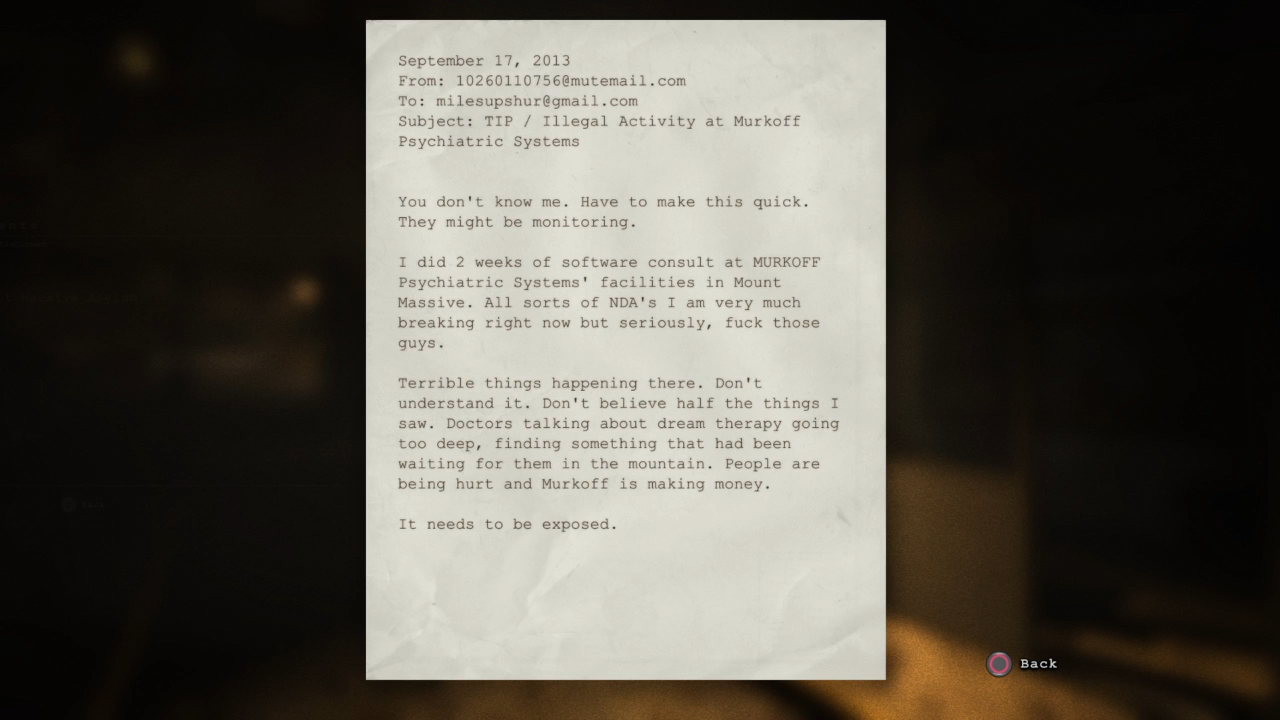 September 17, 2013
From: 10260110756@mutemail.com
To: milesupshur@gmail.com
Subject: TIP / Illegal Activity at Murkoff
Psychiatric Systems
You don't know me. Have to make this quick.
They might be monitoring.
I did 2 weeks of software consult at MURKOFF
Psychiatric Systems' facilities in Mount
Massive. All sorts of NDA's I am very much
breaking right now but seriously, fuck those
guys.
Terrible things happening there. Don't
understand it. Don't believe half the things I
saw. Doctors talking about dream therapy going
too deep, finding something that had been
waiting for them in the mountain. People are
being hurt and Murkoff is making money.
It needs to be exposed.
Back